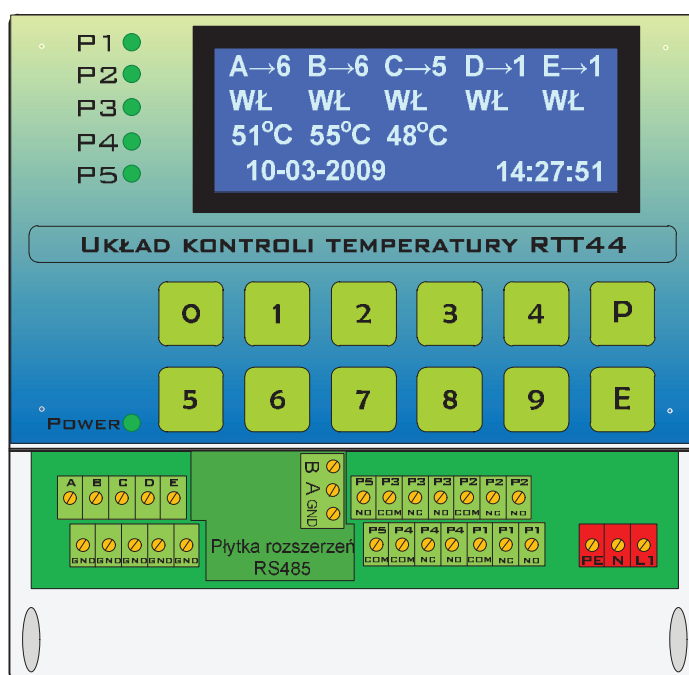 P1
P2
P3
P4
P5
A→6 B→6 C→5 D→1 E→1
WŁ WŁ WŁ WŁ WŁ
51°C 55°C 48°C
10-03-2009 14:27:51
UKŁAD KONTROLI TEMPERATURY RTT44
0 1 2 3 4 P
5 6 7 8 9 E
POWER
A B C D E
GND GND GND GND GND
B
A
GND
Płytka rozszerzeń
RS485
P5 P3 P3 P3 P2 P2 P2
NO COM NC NO COM NC NO
P5 P4 P4 P4 P1 P1 P1
COM COM NC NO COM NC NO
PE N L1